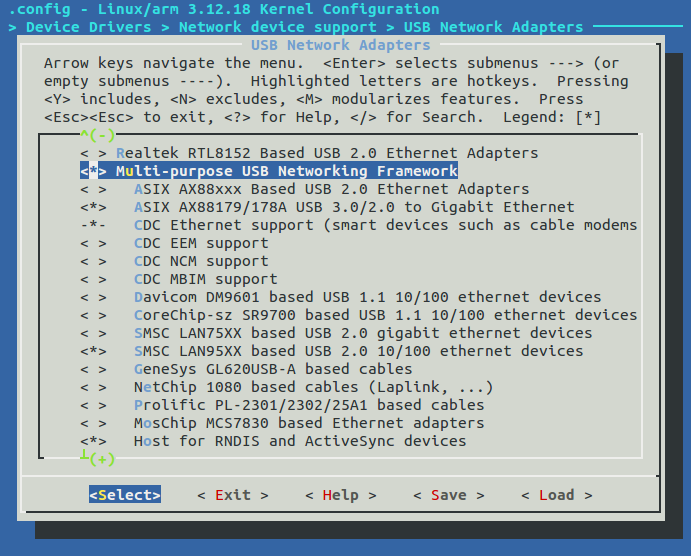 .config - Linux/arm 3.12.18 Kernel Configuration
> Device Drivers > Network device support > USB Network Adapters
USB Network Adapters
Arrow keys navigate the menu.  <Enter> selects submenus ---> (or
empty submenus ----).  Highlighted letters are hotkeys.  Pressing
<Y> includes, <N> excludes, <M> modularizes features.  Press
<Esc><Esc> to exit, <?> for Help, </> for Search.  Legend: [*]
^(-)
< > Realtek RTL8152 Based USB 2.0 Ethernet Adapters
<*> Multi-purpose USB Networking Framework
< >   ASIX AX88xxx Based USB 2.0 Ethernet Adapters
<*>   ASIX AX88179/178A USB 3.0/2.0 to Gigabit Ethernet
-*-   CDC Ethernet support (smart devices such as cable modems
< >   CDC EEM support
< >   CDC NCM support
< >   CDC MBIM support
< >   Davicom DM9601 based USB 1.1 10/100 ethernet devices
< >   CoreChip-sz SR9700 based USB 1.1 10/100 ethernet devices
< >   SMSC LAN75XX based USB 2.0 gigabit ethernet devices
<*>   SMSC LAN95XX based USB 2.0 10/100 ethernet devices
< >   GeneSys GL620USB-A based cables
< >   NetChip 1080 based cables (Laplink, ...)
< >   Prolific PL-2301/2302/25A1 based cables
< >   MosChip MCS7830 based Ethernet adapters
<*>   Host for RNDIS and ActiveSync devices
(+)
<Select>    < Exit >    < Help >    < Save >    < Load >